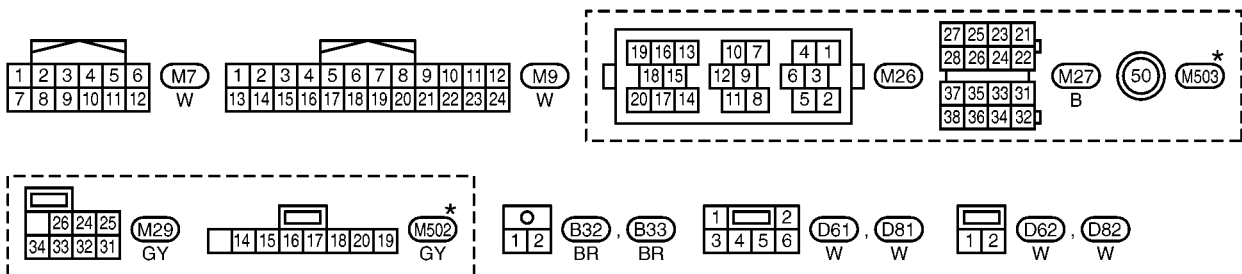 1 2 3 4 5 6
7 8 9 10 11 12
M7
W
1 2 3 4 5 6 7 8 9 10 11 12
13 14 15 16 17 18 19 20 21 22 23 24
M9
W
19 16 13 10 7 4 1
18 15 12 9 6 3
20 17 14 11 8 5 2
M26
27 25 23 21
28 26 24 22
37 35 33 31
38 36 34 32
M27
B
50
*
M503
26 24 25
34 33 32 31
M29
GY
14 15 16 17 18 20 19
*
M502
GY
1 2
B32 , B33
BR BR
1 2
3 4 5 6
D61 , D81
W W
1 2
D62 , D82
W W